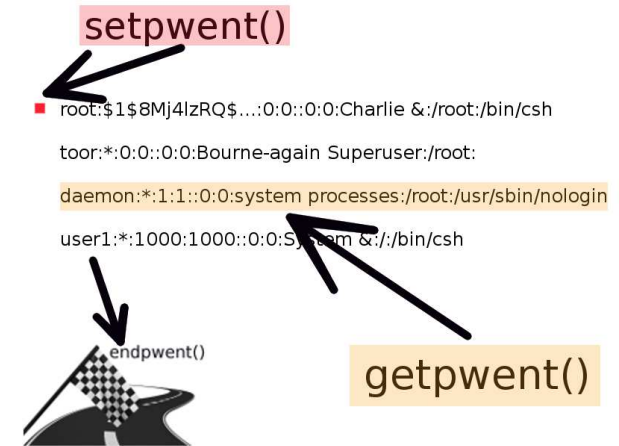 setpwent()
root:$1$8Mj4lzRQ$...:0:0::0:0:Charlie &:/root:/bin/csh
toor:*:0:0::0:0:Bourne-again Superuser:/root:
daemon:*:1:1::0:0:system processes:/root:/usr/sbin/nologin
user1:*:1000:1000::0:0:System &:/:/bin/csh
endpwent()
getpwent()